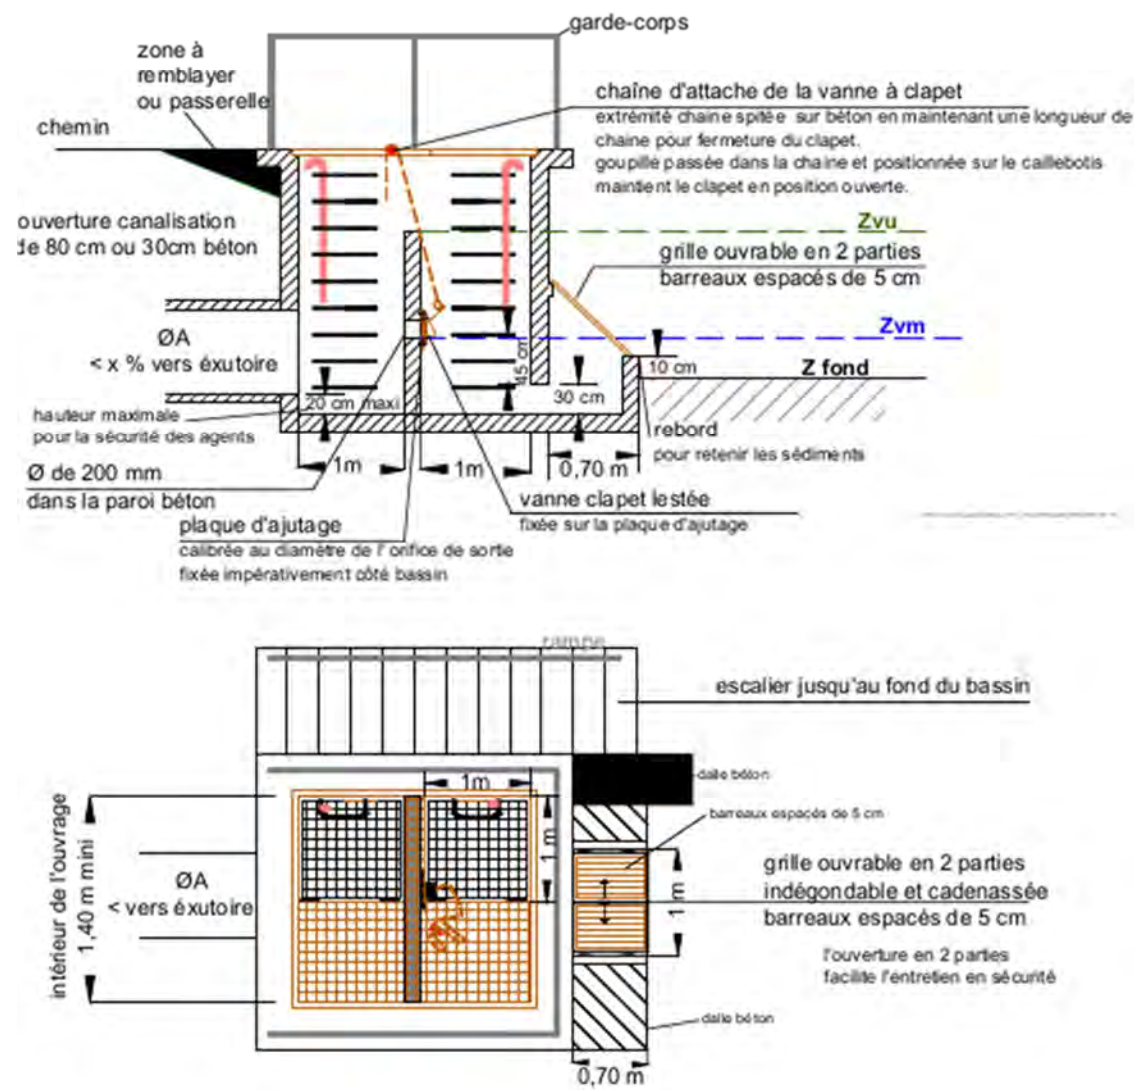 garde-corps
zone à
remblayer
ou passerelle
chemin
chaîne d'attache de la vanne à clapet
extrémité chaine spitée sur béton en maintenant une longueur de
chaine pour fermeture du clapet.
goupille passée dans la chaine et positionnée sur le caillebotis
maintient le clapet en position ouverte.
ouverture canalisation
de 80 cm ou 30cm béton
Zvu
grille ouvrable en 2 parties
barreaux espacés de 5 cm
Zvm
ØA
< x % vers éxutoire
45 cm
10 cm
Z fond
20 cm maxi
30 cm
hauteur maximale
pour la sécurité des agents
rebord
pour retenir les sédiments
1m
1m
0,70 m
Ø de 200 mm
dans la paroi béton
vanne clapet lestée
fixée sur la plaque d'ajutage
plaque d'ajutage
calibrée au diamètre de l' orifice de sortie
fixée impérativement côté bassin
rampe
escalier jusqu'au fond du bassin
dalle béton
1m
barreaux espaçés de 5 cm
intérieur de l'ouvrage
1,40 m mini
1 m
ØA
< vers éxutoire
1 m
grille ouvrable en 2 parties
indégondable et cadenassée
barreaux espacés de 5 cm
l'ouverture en 2 parties
facilite l'entretien en sécurité
dalle béton
0,70 m